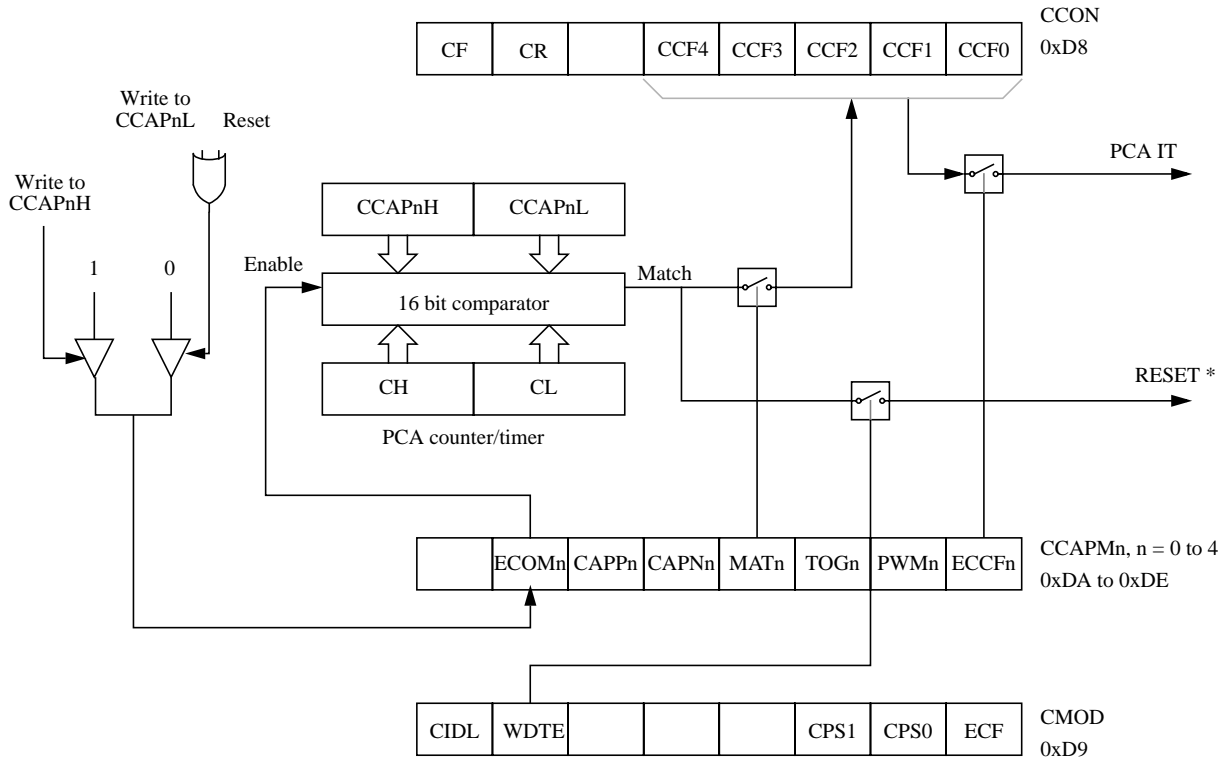 CF CR CCF4 CCF3 CCF2 CCF1 CCF0
CCON
0xD8
Write to
CCAPnL
Reset
Write to
CCAPnH
1
0
PCA IT
CCAPnH CCAPnL
Enable
16 bit comparator
Match
CH CL
PCA counter/timer
RESET *
ECOMn CAPPn CAPNn MATn TOGn PWMn ECCFn
CCAPMn, n = 0 to 4
0xDA to 0xDE
CIDL WDTE CPS1 CPS0 ECF
CMOD
0xD9